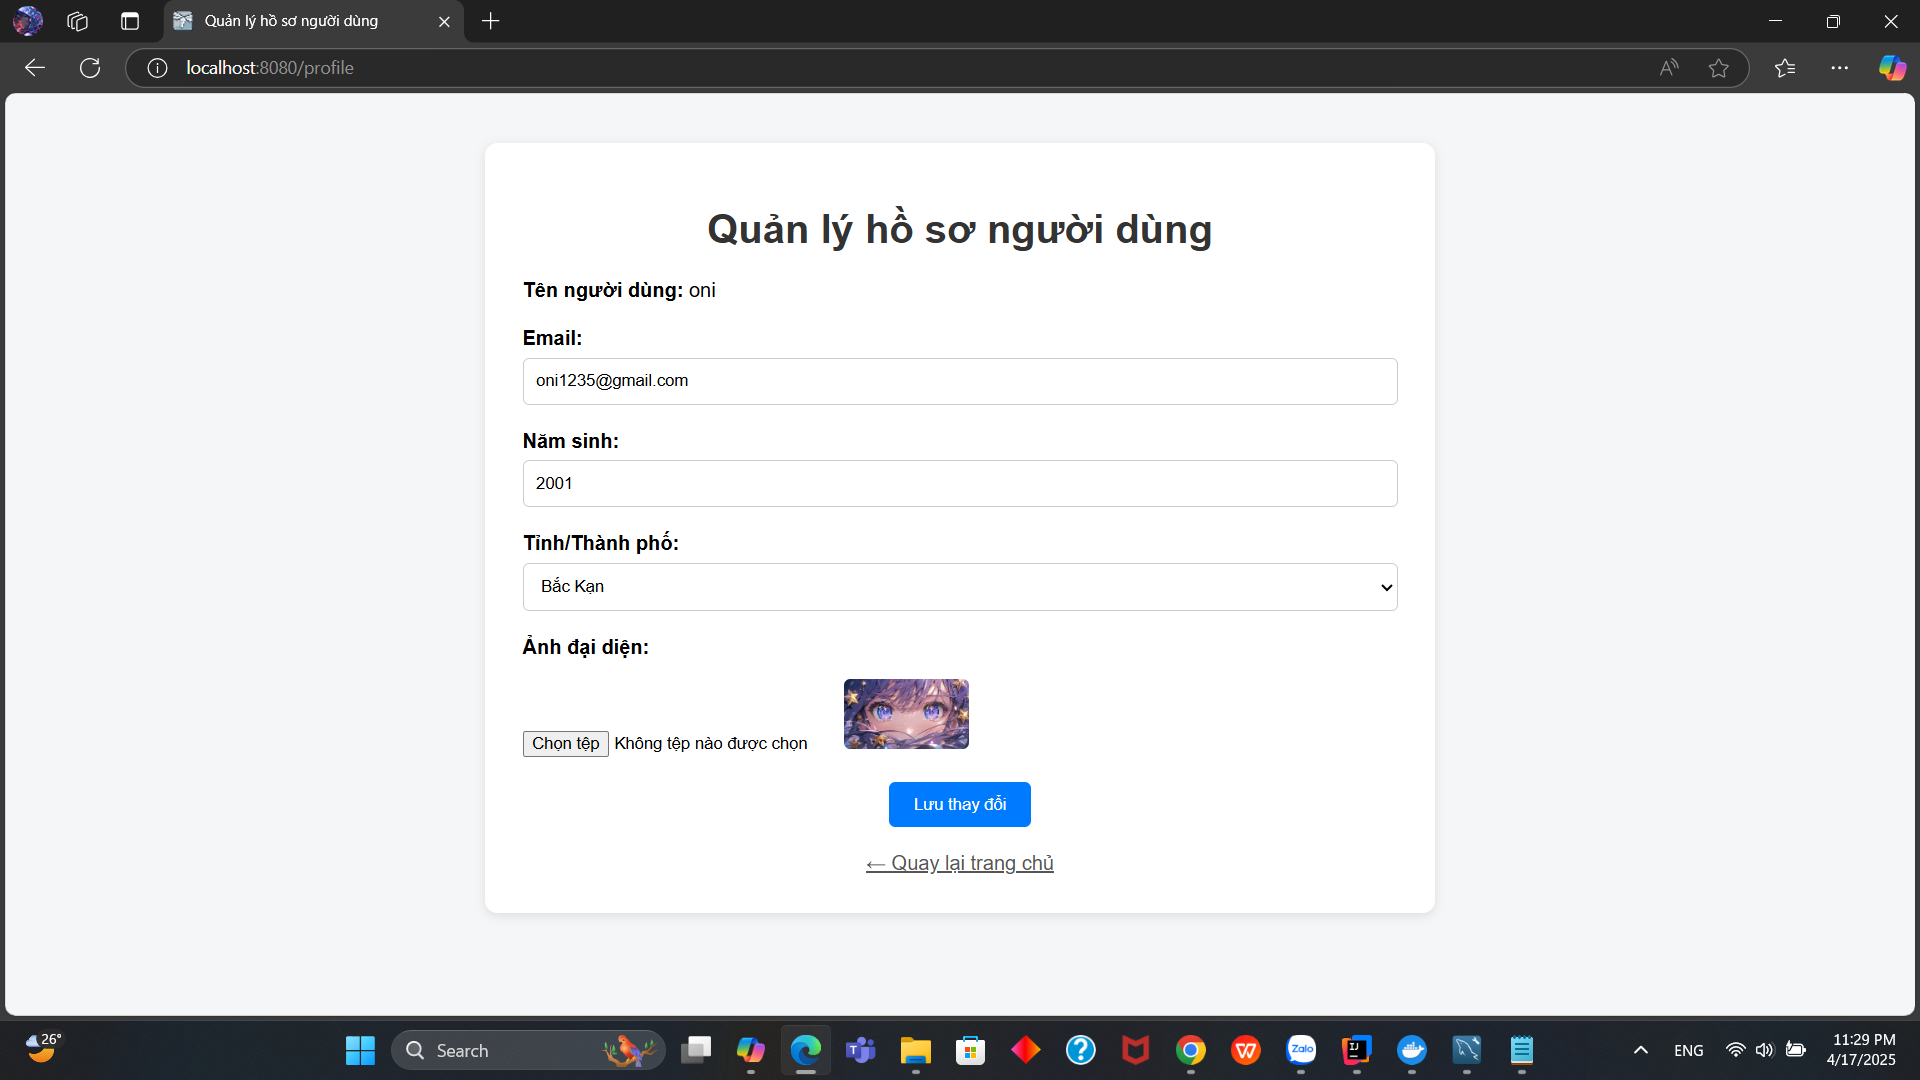 Quản lý hồ sơ người dùng
localhost:8080/profile
Quản lý hồ sơ người dùng
Tên người dùng: oni
Email:
oni1235@gmail.com
Năm sinh:
2001
Tỉnh/Thành phố:
Bắc Kạn
Ảnh đại diện:
Chọn tệp Không tệp nào được chọn
Lưu thay đổi
← Quay lại trang chủ
26°
Search
Zalo
ENG
11:29 PM
4/17/2025